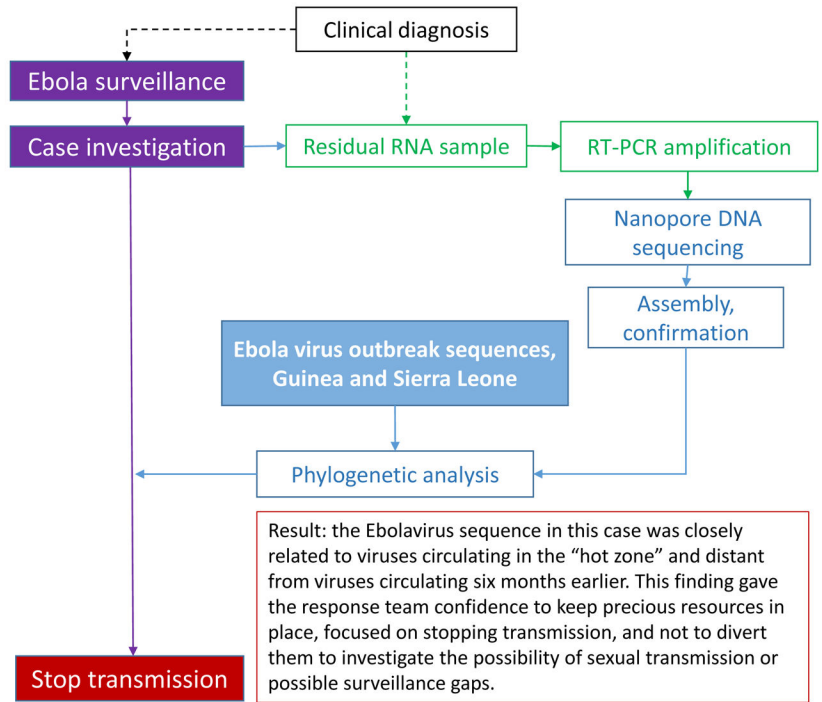 Clinical diagnosis
Ebola surveillance
Case investigation
Residual RNA sample
RT-PCR amplification
Nanopore DNA
sequencing
Assembly,
confirmation
Ebola virus outbreak sequences,
Guinea and Sierra Leone
Phylogenetic analysis
Result: the Ebolavirus sequence in this case was closely
related to viruses circulating in the “hot zone” and distant
from viruses circulating six months earlier. This finding gave
the response team confidence to keep precious resources in
place, focused on stopping transmission, and not to divert
them to investigate the possibility of sexual transmission or
possible surveillance gaps.
Stop transmission